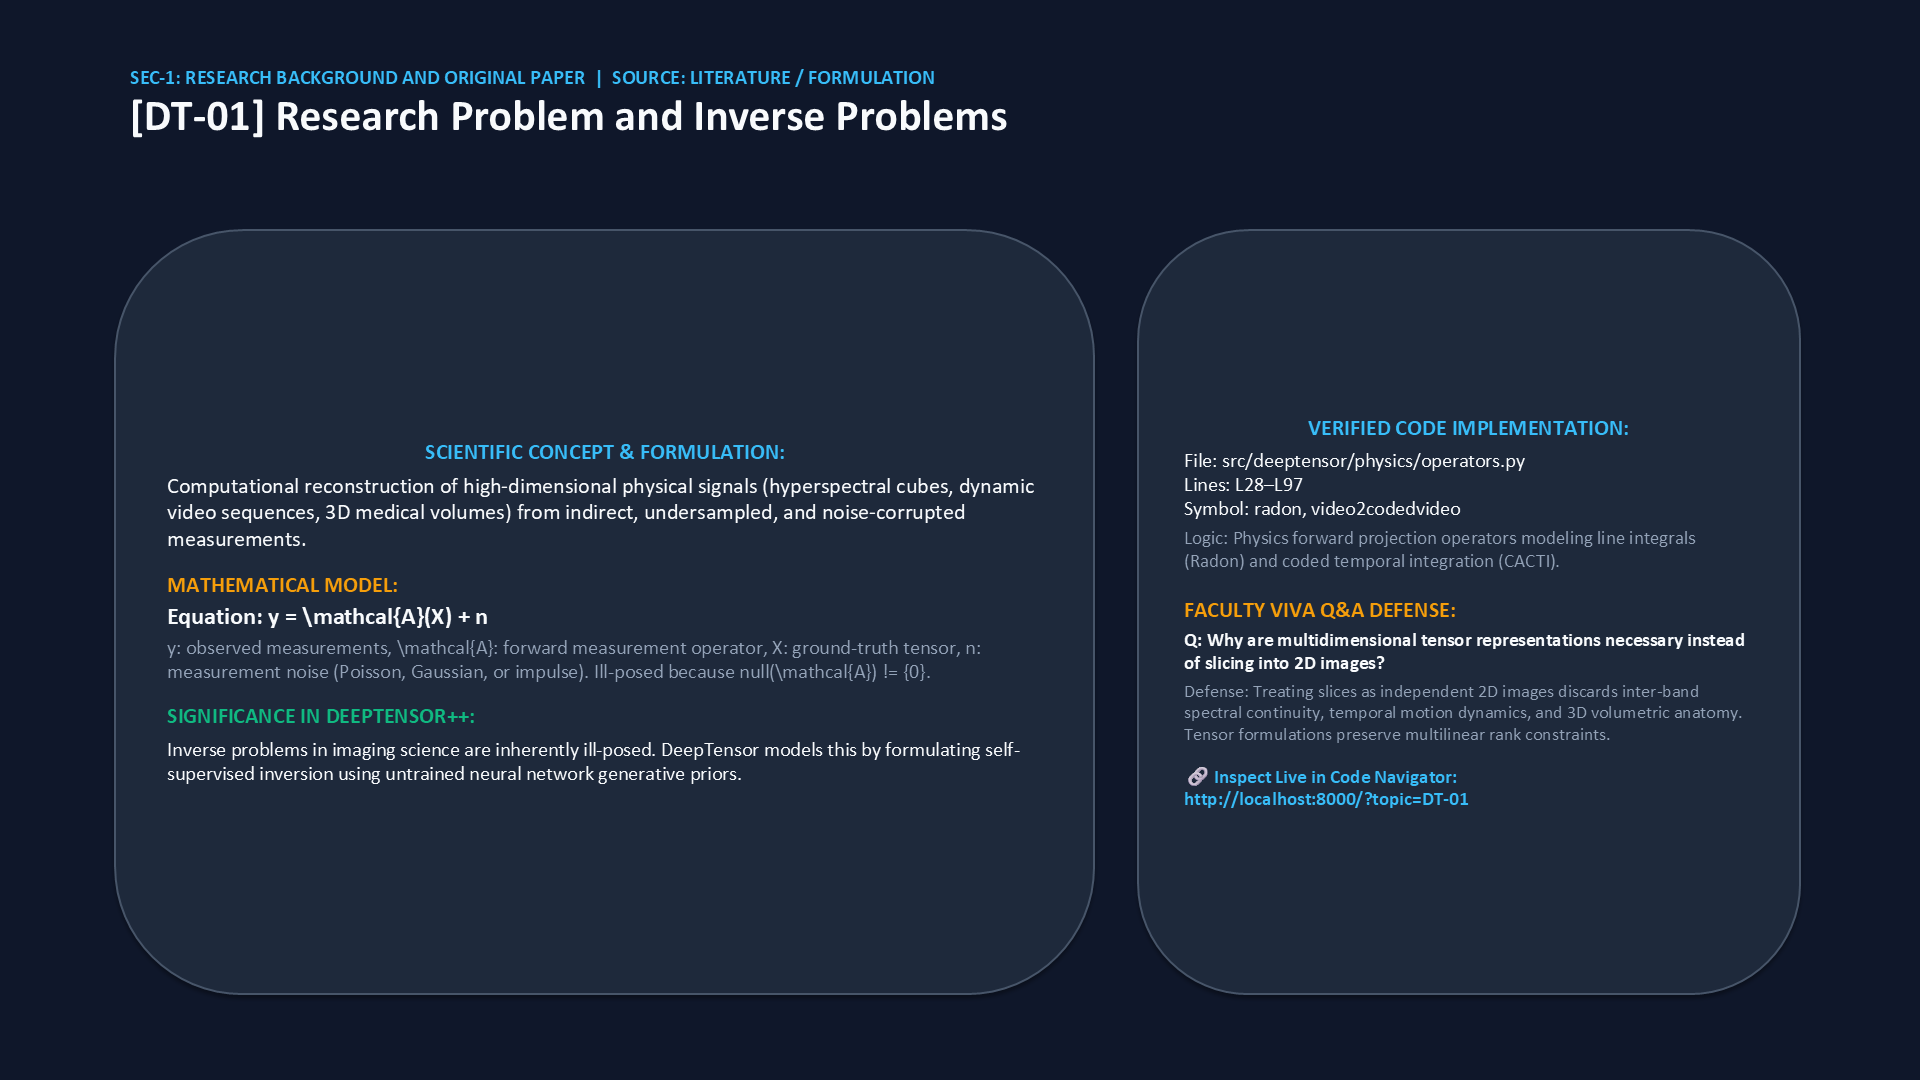 SEC-1: RESEARCH BACKGROUND AND ORIGINAL PAPER | SOURCE: LITERATURE / FORMULATION
[DT-01] Research Problem and Inverse Problems
SCIENTIFIC CONCEPT & FORMULATION:
Computational reconstruction of high-dimensional physical signals (hyperspectral cubes, dynamic
video sequences, 3D medical volumes) from indirect, undersampled, and noise-corrupted
measurements.
MATHEMATICAL MODEL:
Equation: y = \mathcal{A}(X) + n
y: observed measurements, \mathcal{A}: forward measurement operator, X: ground-truth tensor, n:
measurement noise (Poisson, Gaussian, or impulse). Ill-posed because null(\mathcal{A}) != {0}.
SIGNIFICANCE IN DEEPTENSOR++:
Inverse problems in imaging science are inherently ill-posed. DeepTensor models this by formulating self-
supervised inversion using untrained neural network generative priors.
VERIFIED CODE IMPLEMENTATION:
File: src/deeptensor/physics/operators.py
Lines: L28–L97
Symbol: radon, video2codedvideo
Logic: Physics forward projection operators modeling line integrals
(Radon) and coded temporal integration (CACTI).
FACULTY VIVA Q&A DEFENSE:
Q: Why are multidimensional tensor representations necessary instead
of slicing into 2D images?
Defense: Treating slices as independent 2D images discards inter-band
spectral continuity, temporal motion dynamics, and 3D volumetric anatomy.
Tensor formulations preserve multilinear rank constraints.
🔗 Inspect Live in Code Navigator:
http://localhost:8000/?topic=DT-01